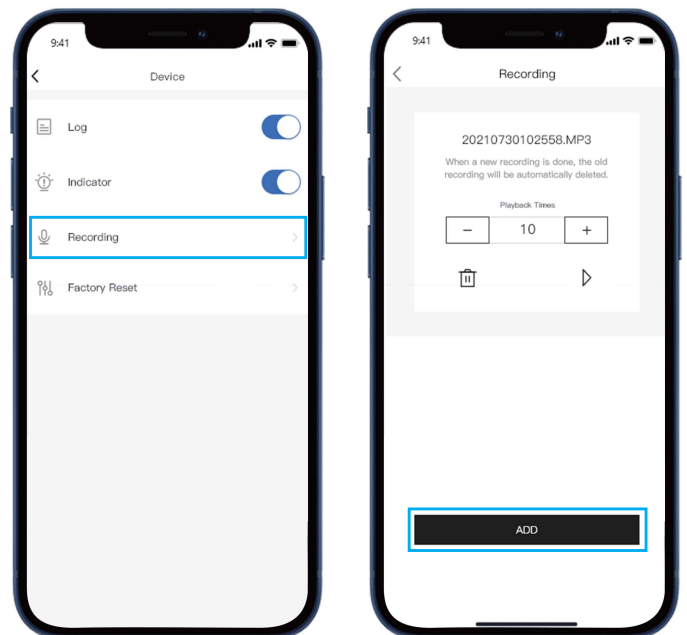 9:41
Device
Log
Indicator
Recording
Factory Reset
9:41
Recording
20210730102558.MP3
When a new recording is done, the old
recording will be automatically deleted.
Playback Times
− 10 +
ADD